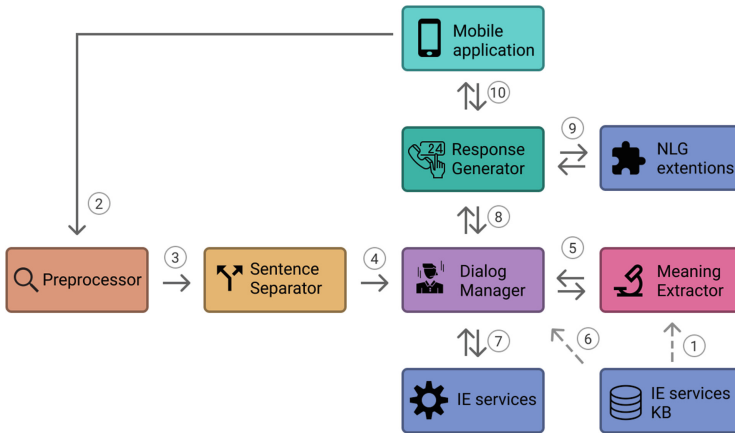 Mobile
application
10
Response
Generator
24
9
NLG
extentions
2
8
Preprocessor
3
Sentence
Separator
4
Dialog
Manager
5
Meaning
Extractor
7
6
1
IE services
IE services
KB